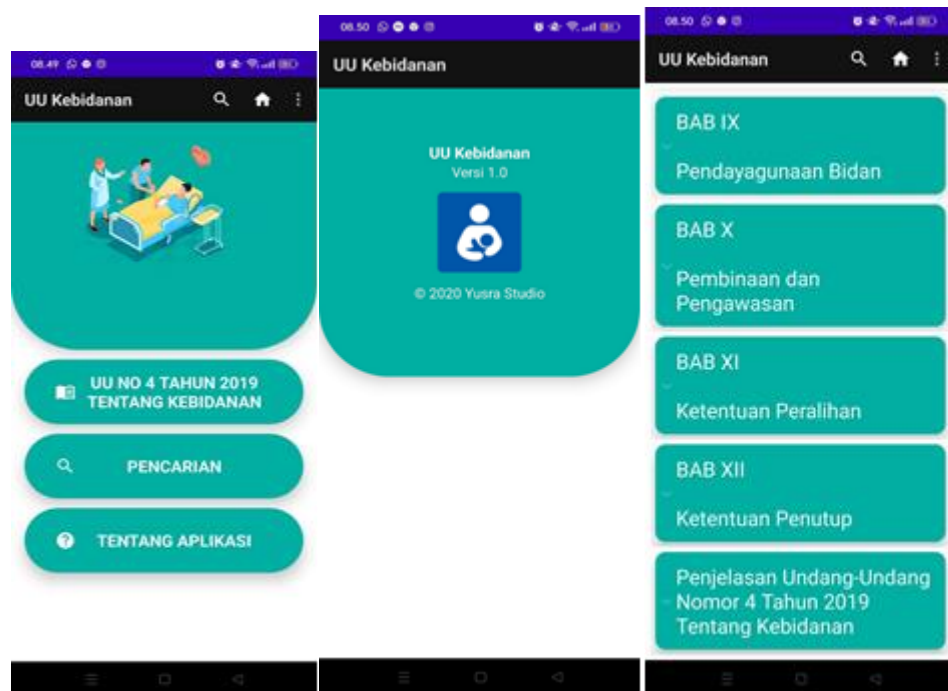 08.49
UU Kebidanan
UU NO 4 TAHUN 2019
TENTANG KEBIDANAN
PENCARIAN
TENTANG APLIKASI
08.50
UU Kebidanan
UU Kebidanan
Versi 1.0
© 2020 Yusra Studio
08.50
UU Kebidanan
BAB IX
Pendayagunaan Bidan
BAB X
Pembinaan dan
Pengawasan
BAB XI
Ketentuan Peralihan
BAB XII
Ketentuan Penutup
Penjelasan Undang-Undang
Nomor 4 Tahun 2019
Tentang Kebidanan